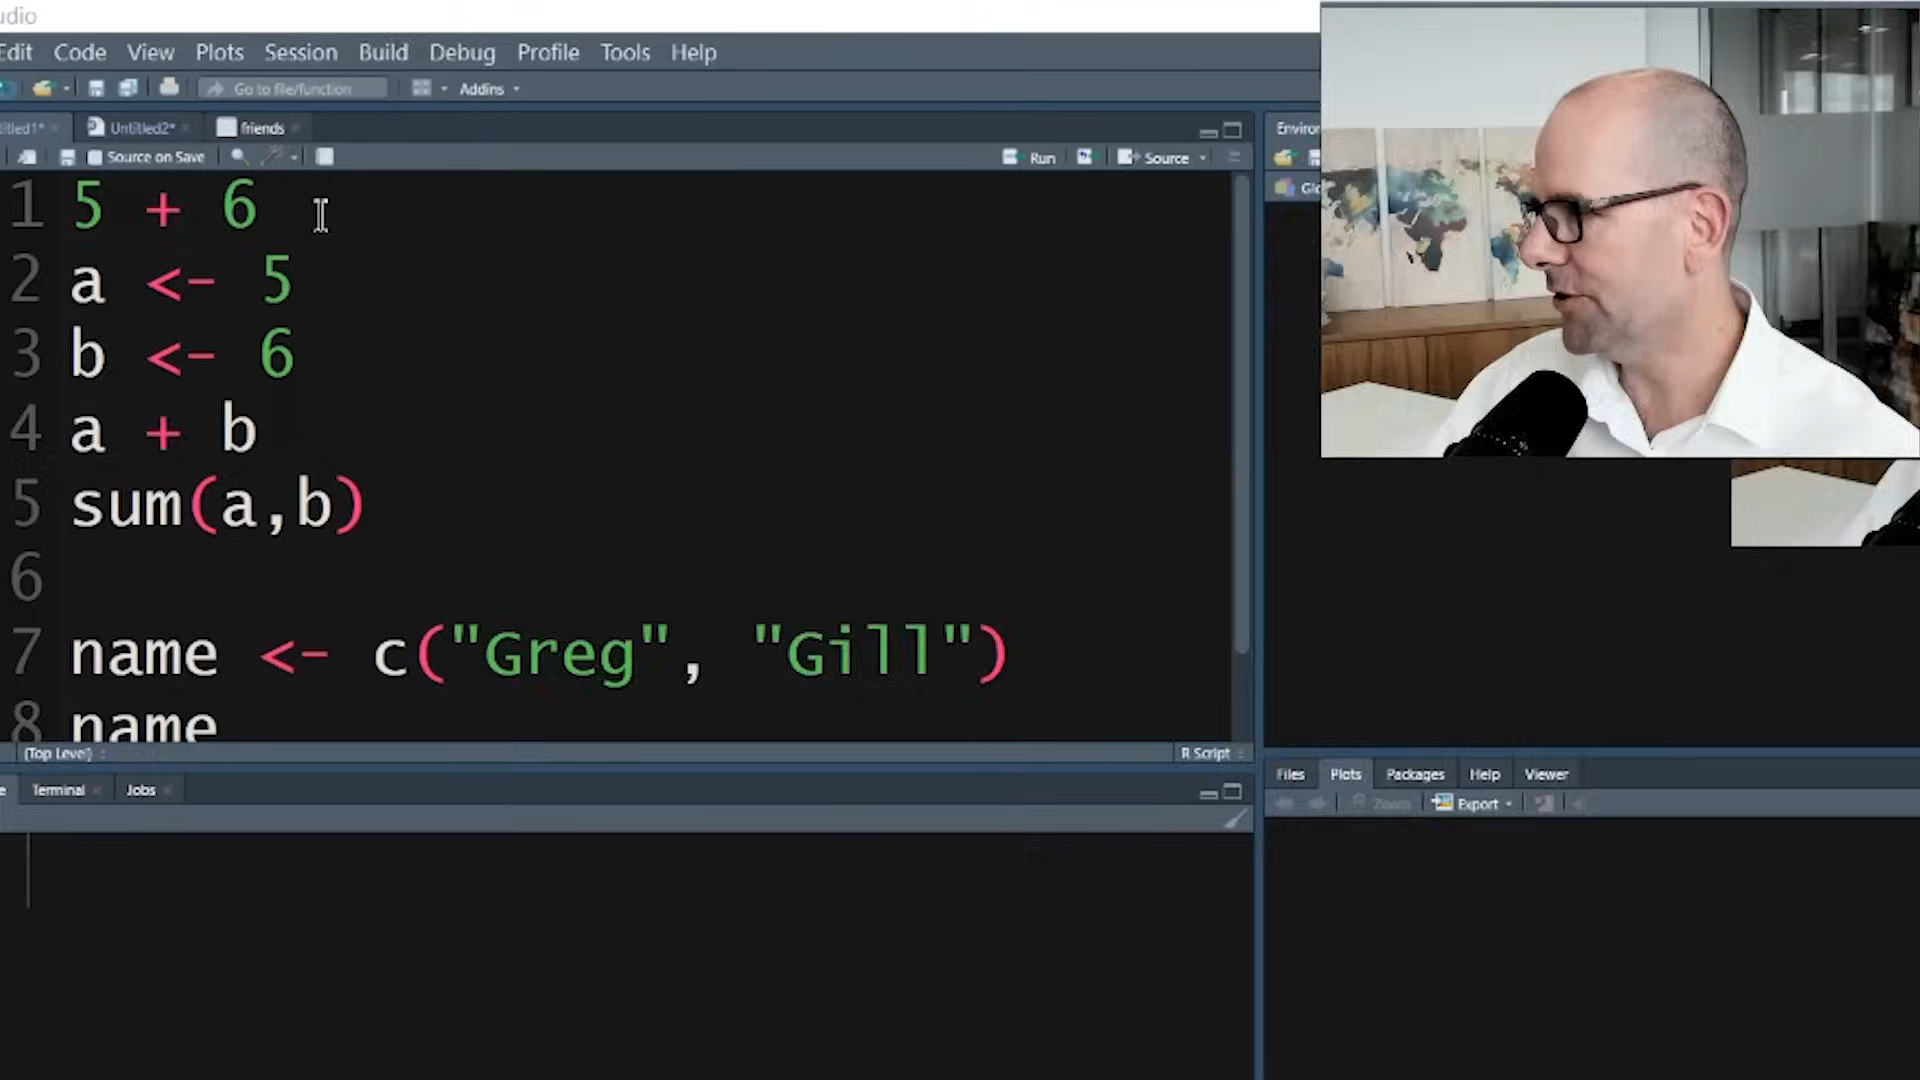 udio
Edit Code View Plots Session Build Debug Profile Tools Help
Go to file/function Addins
Untitled2* friends
Source on Save Run Source
1 5 + 6
2 a <- 5
3 b <- 6
4 a + b
5 sum(a,b)
6
7 name <- c("Greg", "Gill")
8 name
(Top Level) R Script
Terminal Jobs
Files Plots Packages Help Viewer
Zoom Export